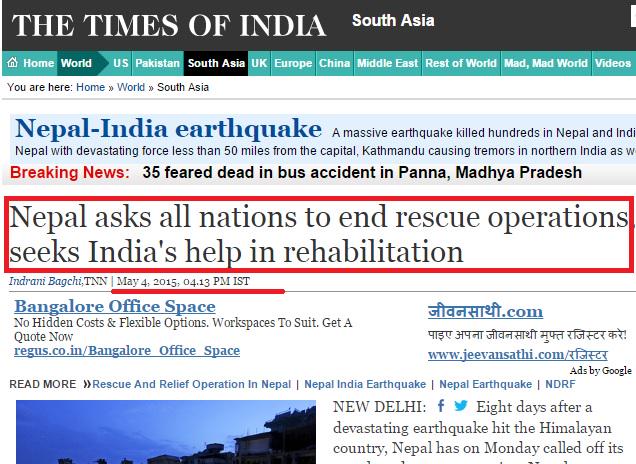 THE TIMES OF INDIA South Asia
Home World US Pakistan South Asia UK Europe China Middle East Rest of World Mad, Mad World Videos
You are here: Home » World » South Asia
Nepal-India earthquake A massive earthquake killed hundreds in Nepal and Indi
Nepal with devastating force less than 50 miles from the capital, Kathmandu causing tremors in northern India as w
Breaking News: 35 feared dead in bus accident in Panna, Madhya Pradesh
Nepal asks all nations to end rescue operations,
seeks India's help in rehabilitation
Indrani Bagchi,TNN | May 4, 2015, 04.13 PM IST
Bangalore Office Space
No Hidden Costs & Flexible Options. Workspaces To Suit. Get A
Quote Now
regus.co.in/Bangalore_Office_Space
जीवनसाथी.com
पाइए अपना जीवनसाथी मुफ्त रजिस्टर करे!
www.jeevansathi.com/रजिस्टर
Ads by Google
READ MORE »Rescue And Relief Operation In Nepal | Nepal India Earthquake | Nepal Earthquake | NDRF
NEW DELHI: Eight days after a
devastating earthquake hit the Himalayan
country, Nepal has on Monday called off its